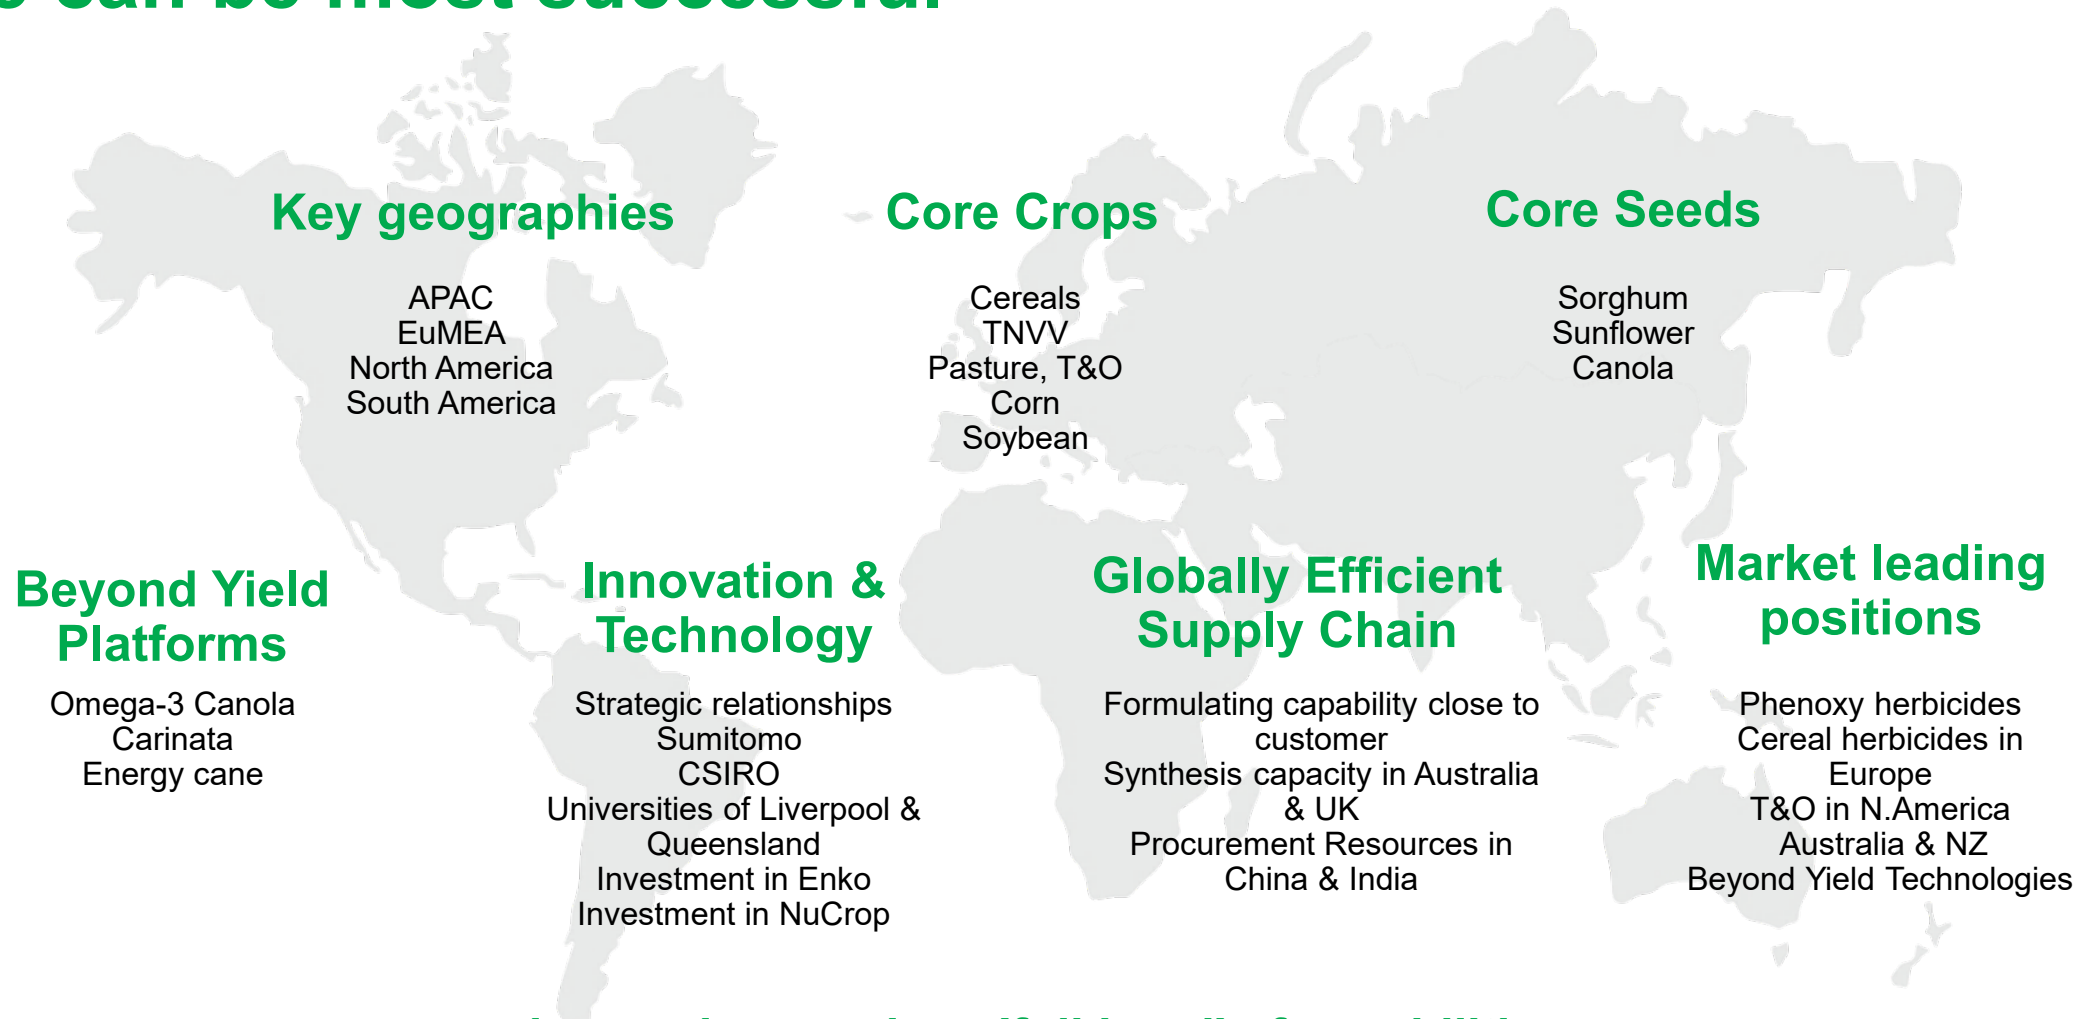 can be most successful
Key geographies
APAC
EuMEA
North America
South America
Core Crops
Cereals
TNVV
Pasture, T&O
Corn
Soybean
Core Seeds
Sorghum
Sunflower
Canola
Beyond Yield
Platforms
Omega-3 Canola
Carinata
Energy cane
Innovation &
Technology
Strategic relationships
Sumitomo
CSIRO
Universities of Liverpool &
Queensland
Investment in Enko
Investment in NuCrop
Globally Efficient
Supply Chain
Formulating capability close to
customer
Synthesis capacity in Australia
& UK
Procurement Resources in
China & India
Market leading
positions
Phenoxy herbicides
Cereal herbicides in
Europe
T&O in N.America
Australia & NZ
Beyond Yield Technologies